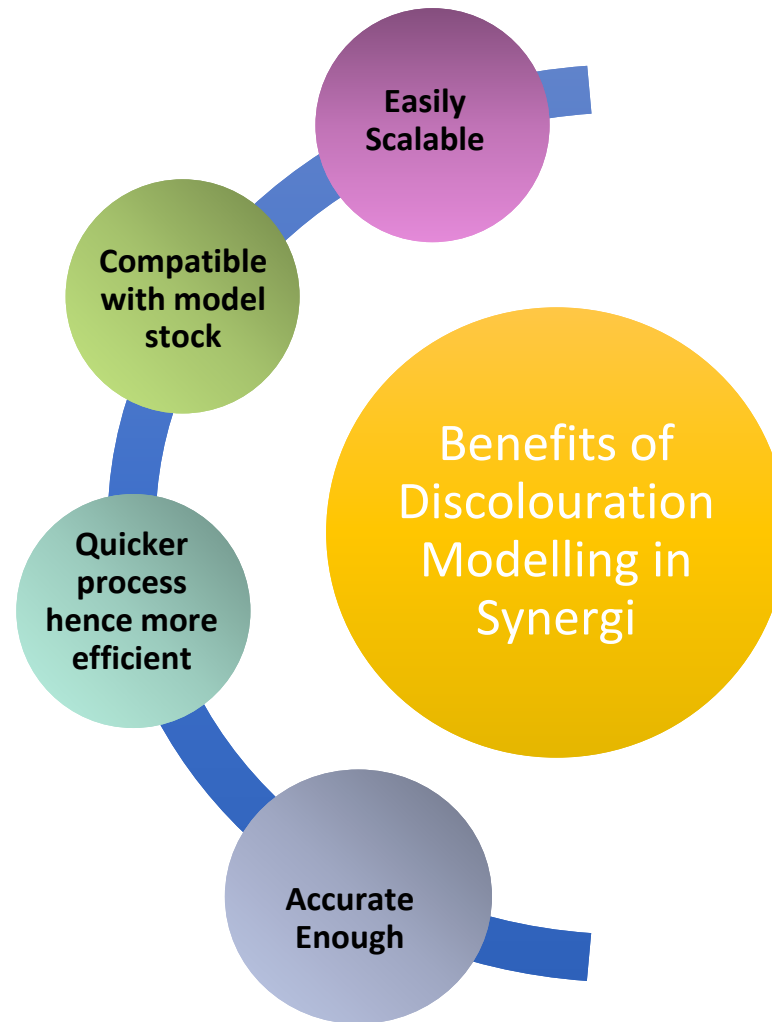 Easily
Scalable
Compatible
with model
stock
Benefits of
Discolouration
Modelling in
Synergi
Quicker
process
hence more
efficient
Accurate
Enough